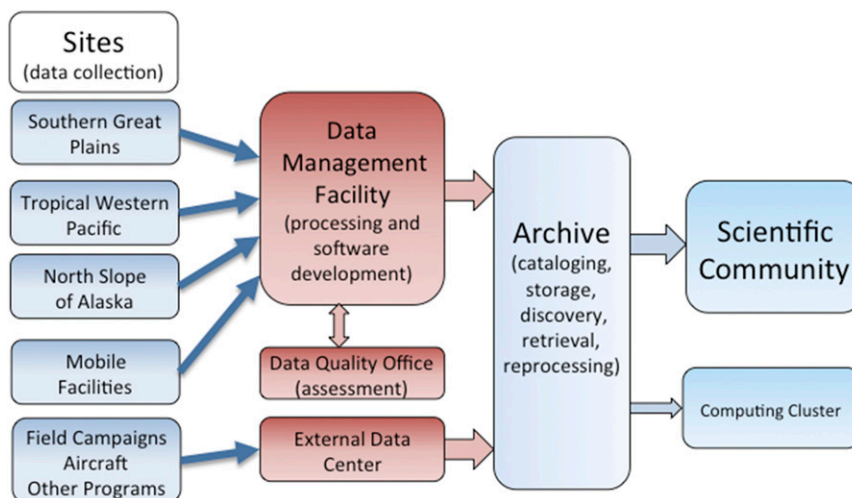 Sites
(data collection)
Southern Great
Plains
Tropical Western
Pacific
North Slope
of Alaska
Mobile
Facilities
Field Campaigns
Aircraft
Other Programs
Data
Management
Facility
(processing and
software
development)
Data Quality Office
(assessment)
External Data
Center
Archive
(cataloging,
storage,
discovery,
retrieval,
reprocessing)
Scientific
Community
Computing Cluster